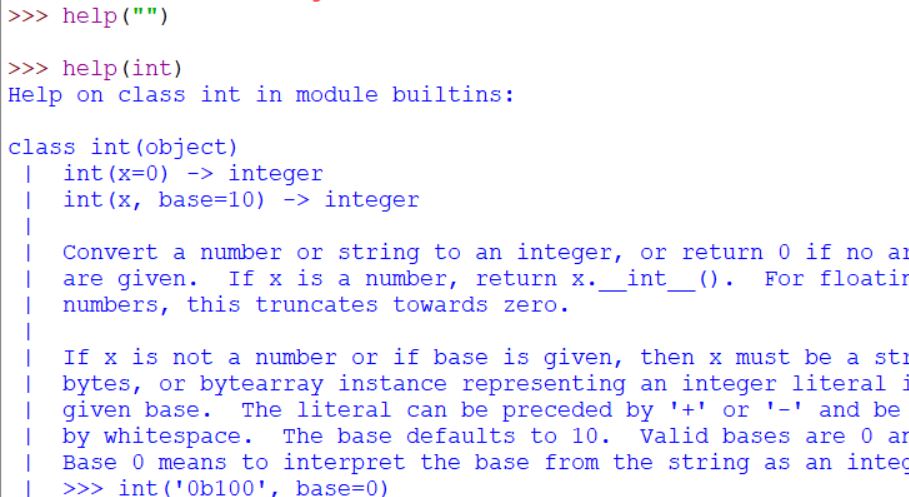 >>> help("")
>>> help(int)
Help on class int in module builtins:
class int(object)
 |  int(x=0) -> integer
 |  int(x, base=10) -> integer
 |
 |  Convert a number or string to an integer, or return 0 if no
 |  are given.  If x is a number, return x.__int__().  For
 |  numbers, this truncates towards zero.
 |
 |  If x is not a number or if base is given, then x must be a
 |  bytes, or bytearray instance representing an integer literal
 |  given base.  The literal can be preceded by '+' or '-' and be
 |  by whitespace.  The base defaults to 10.  Valid bases are 0
 |  Base 0 means to interpret the base from the string as an
 |  >>> int('0b100', base=0)